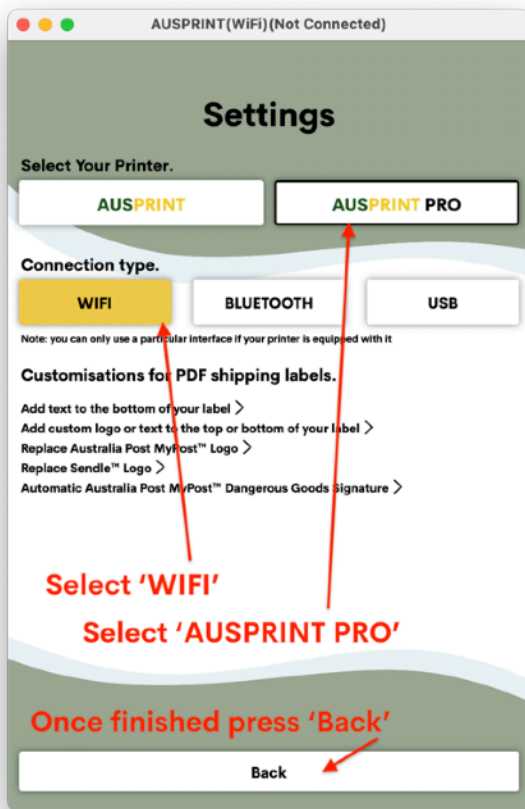 AUSPRINT(WiFi)(Not Connected)
Settings
Select Your Printer.
AUSPRINT
AUSPRINT PRO
Connection type.
WIFI
BLUETOOTH
USB
Note: you can only use a particular interface if your printer is equipped with it
Customisations for PDF shipping labels.
Add text to the bottom of your label >
Add custom logo or text to the top or bottom of your label >
Replace Australia Post MyPost™ Logo >
Replace Sendle™ Logo >
Automatic Australia Post MyPost™ Dangerous Goods Signature >
Select ‘WIFI’
Select ‘AUSPRINT PRO’
Once finished press ‘Back’
Back